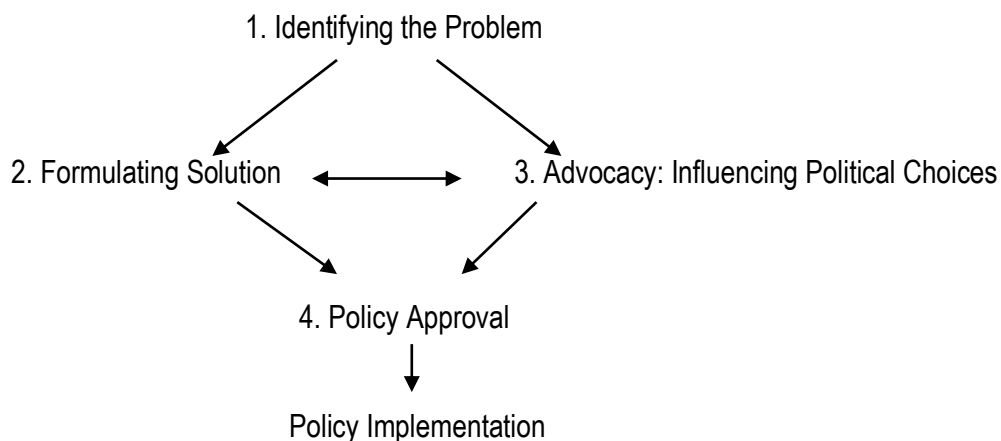 1. Identifying the Problem
2. Formulating Solution
3. Advocacy: Influencing Political Choices
4. Policy Approval
Policy Implementation